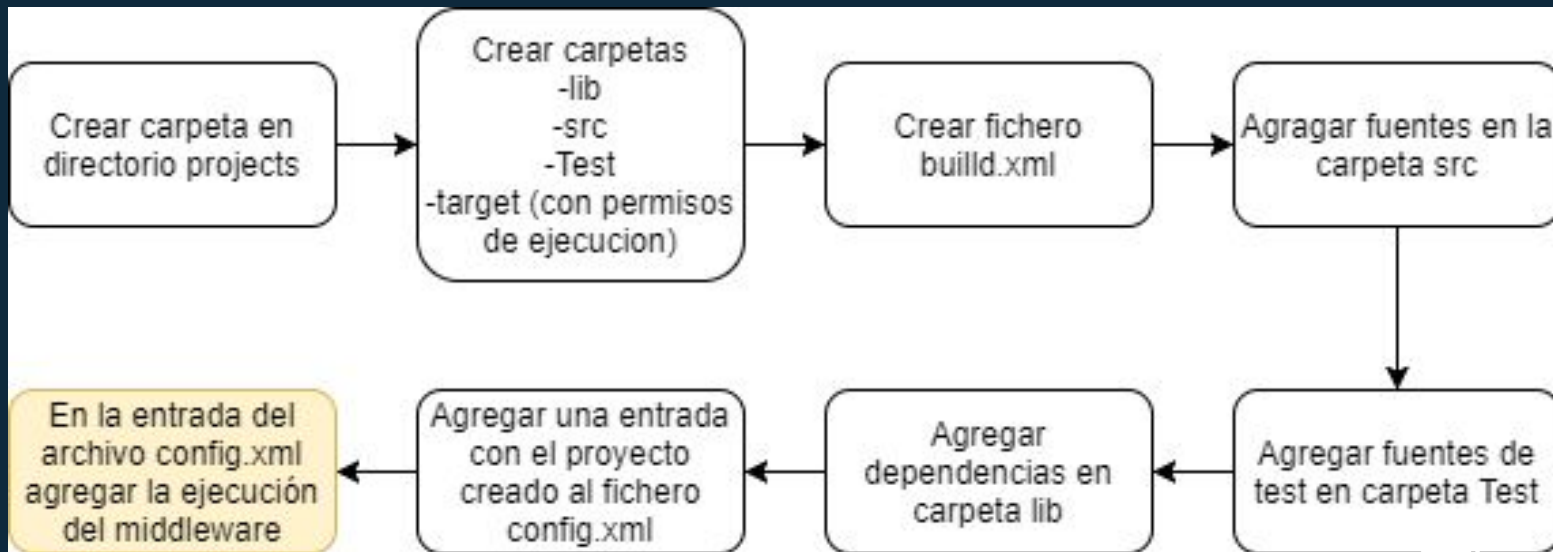 Crear carpeta en
directorio projects
Crear carpetas
-lib
-src
-Test
-target (con permisos
de ejecucion)
Crear fichero
builld.xml
Agragar fuentes en la
carpeta src
Agregar fuentes de
test en carpeta Test
Agregar
dependencias en
carpeta lib
Agregar una entrada
con el proyecto
creado al fichero
config.xml
En la entrada del
archivo config.xml
agregar la ejecución
del middleware